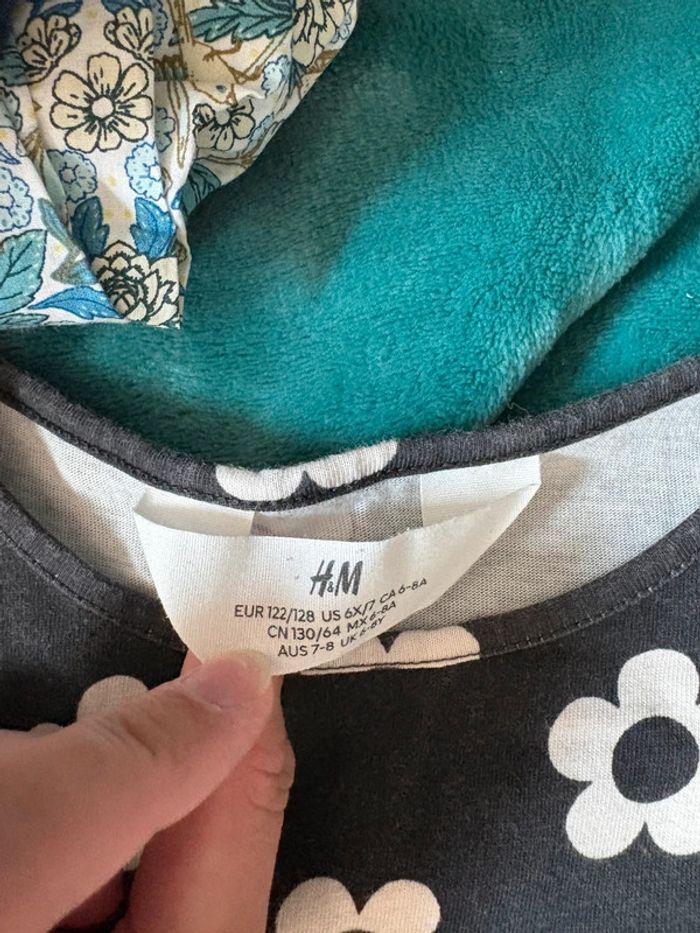 H&M
EUR 122/128 US 6X/7 CA 6-8A
CN 130/64 MX 6-8A
AUS 7-8 UK 6-8Y